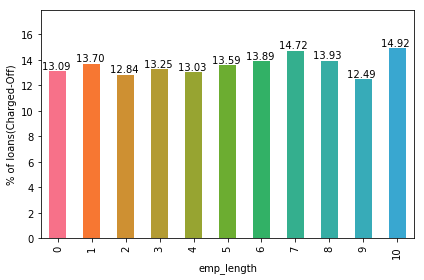 16
14
12
10
8
6
4
2
0
% of loans(Charged-Off)
13.09 13.70 12.84 13.25 13.03 13.59 13.89 14.72 13.93 12.49 14.92
0 1 2 3 4 5 6 7 8 9 10
emp_length